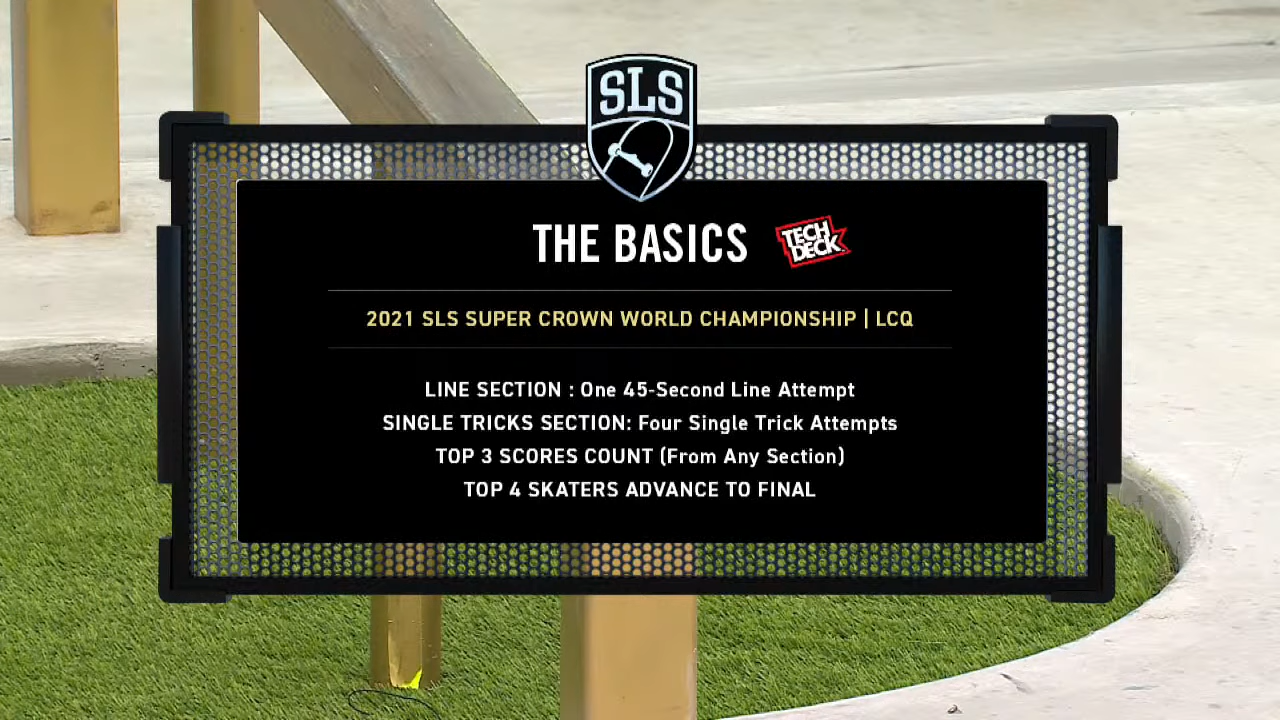 SLS
THE BASICS
TECH DECK
2021 SLS SUPER CROWN WORLD CHAMPIONSHIP | LCQ
LINE SECTION : One 45-Second Line Attempt
SINGLE TRICKS SECTION: Four Single Trick Attempts
TOP 3 SCORES COUNT (From Any Section)
TOP 4 SKATERS ADVANCE TO FINAL